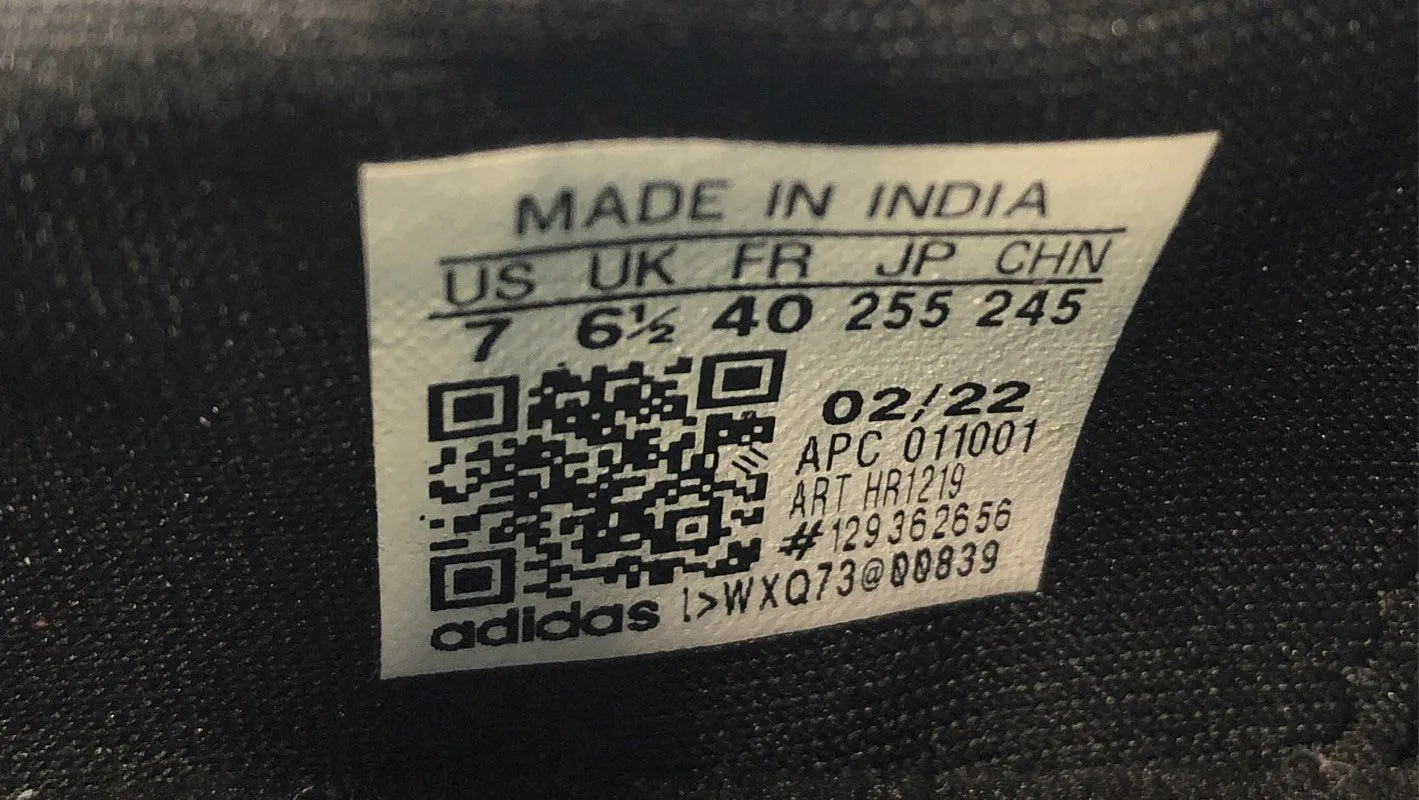 MADE IN INDIA
US UK FR JP CHN
7 6½ 40 255 245
02/22
APC 011001
ART HR1219
#129362656
adidas l>WXQ73@00839